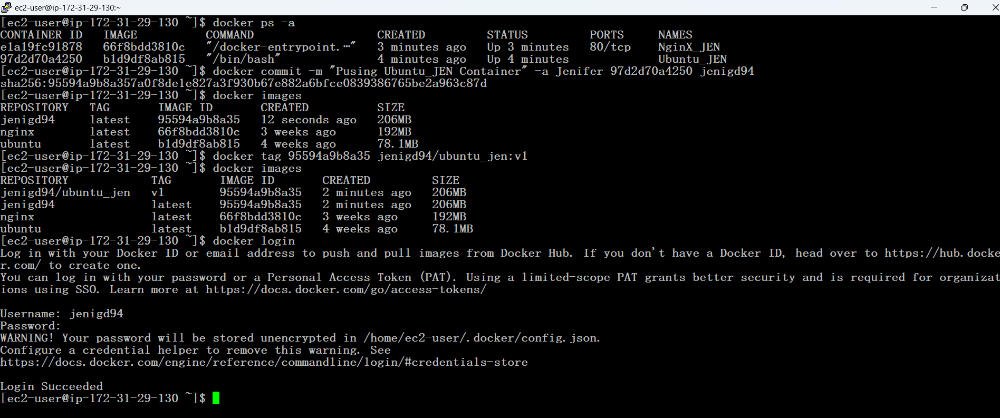 ec2-user@ip-172-31-29-130:~
[ec2-user@ip-172-31-29-130 ~]$ docker ps -a
CONTAINER ID   IMAGE          COMMAND                  CREATED         STATUS         PORTS     NAMES
e1a19fc91878   66f8bdd3810c   "/docker-entrypoint.…"   3 minutes ago   Up 3 minutes   80/tcp    NginX_JEN
97d2d70a4250   b1d9df8ab815   "/bin/bash"              4 minutes ago   Up 4 minutes             Ubuntu_JEN
[ec2-user@ip-172-31-29-130 ~]$ docker commit -m "Pusing Ubuntu_JEN Container" -a Jenifer 97d2d70a4250 jenigd94
sha256:95594a9b8a357a0f8de1e827a3f930b67e882a6bfce0839386765be2a963c87d
[ec2-user@ip-172-31-29-130 ~]$ docker images
REPOSITORY   TAG       IMAGE ID       CREATED          SIZE
jenigd94     latest    95594a9b8a35   12 seconds ago   206MB
nginx        latest    66f8bdd3810c   3 weeks ago      192MB
ubuntu       latest    b1d9df8ab815   4 weeks ago      78.1MB
[ec2-user@ip-172-31-29-130 ~]$ docker tag 95594a9b8a35 jenigd94/ubuntu_jen:v1
[ec2-user@ip-172-31-29-130 ~]$ docker images
REPOSITORY            TAG       IMAGE ID       CREATED         SIZE
jenigd94/ubuntu_jen   v1        95594a9b8a35   2 minutes ago   206MB
jenigd94              latest    95594a9b8a35   2 minutes ago   206MB
nginx                 latest    66f8bdd3810c   3 weeks ago     192MB
ubuntu                latest    b1d9df8ab815   4 weeks ago     78.1MB
[ec2-user@ip-172-31-29-130 ~]$ docker login
Log in with your Docker ID or email address to push and pull images from Docker Hub. If you don't have a Docker ID, head over to https://hub.docke
r.com/ to create one.
You can log in with your password or a Personal Access Token (PAT). Using a limited-scope PAT grants better security and is required for organizat
ions using SSO. Learn more at https://docs.docker.com/go/access-tokens/
Username: jenigd94
Password:
WARNING! Your password will be stored unencrypted in /home/ec2-user/.docker/config.json.
Configure a credential helper to remove this warning. See
https://docs.docker.com/engine/reference/commandline/login/#credentials-store
Login Succeeded
[ec2-user@ip-172-31-29-130 ~]$